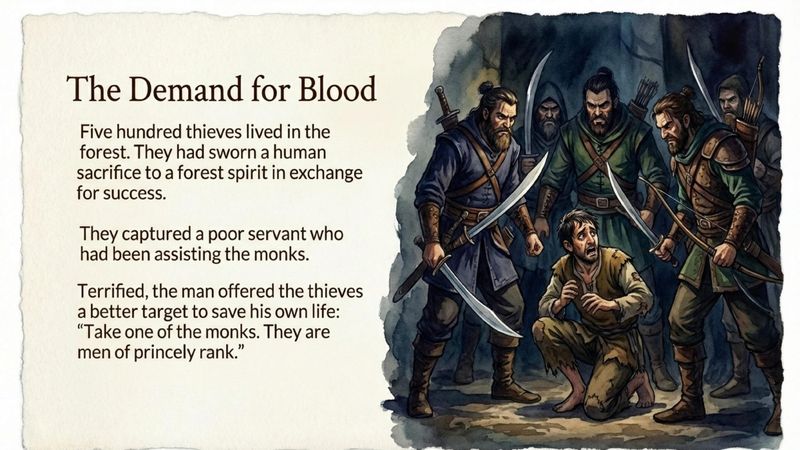 The Demand for Blood
Five hundred thieves lived in the
forest. They had sworn a human
sacrifice to a forest spirit in exchange
for success.
They captured a poor servant who
had been assisting the monks.
Terrified, the man offered the thieves
a better target to save his own life:
“Take one of the monks. They are
men of princely rank.”